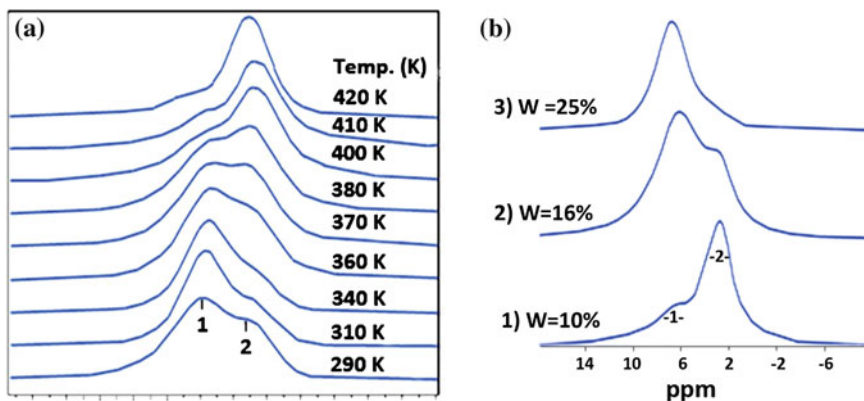 (a)
Temp. (K)
420 K
410 K
400 K
380 K
370 K
360 K
340 K
310 K
290 K
1
2
(b)
3) W =25%
2) W=16%
1) W=10%
-1-
-2-
14 10 6 2 -2 -6
ppm